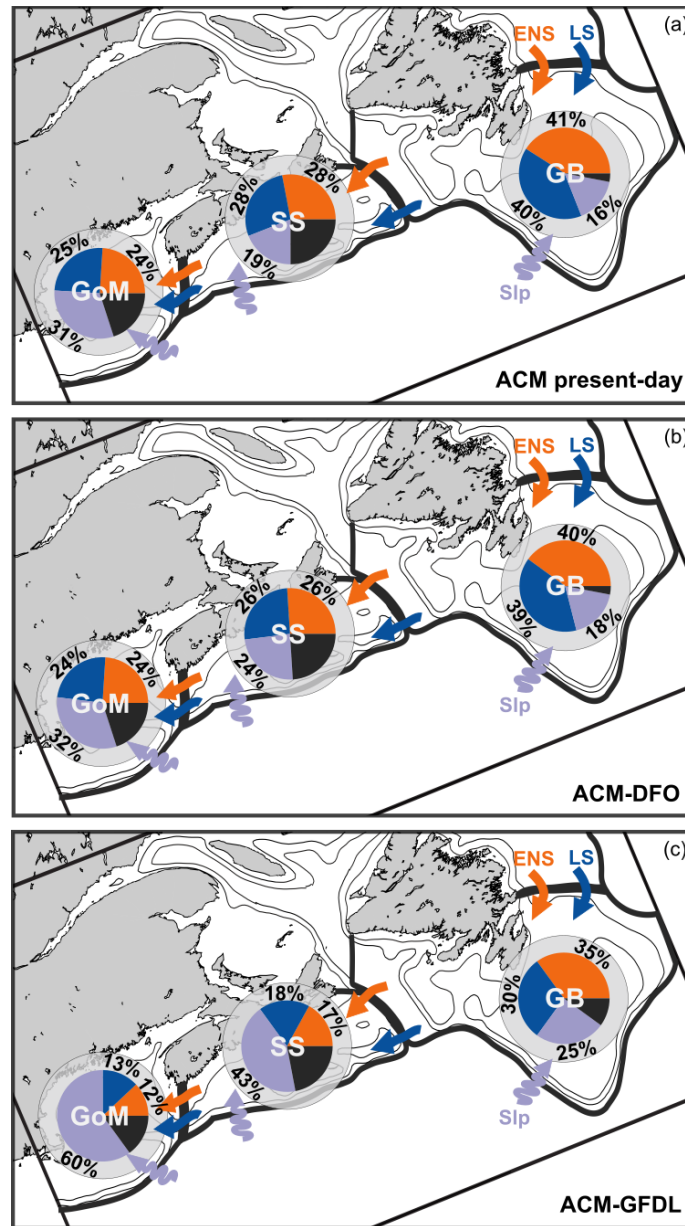 (a)
ENS LS
41%
GB
40%
16%
Slp
28%
28%
SS
19%
25%
24%
GoM
31%
ACM present-day
(b)
ENS LS
40%
GB
39%
18%
Slp
26%
26%
SS
24%
24%
24%
GoM
32%
ACM-DFO
(c)
ENS LS
35%
30%
GB
25%
Slp
18%
17%
SS
43%
13%
12%
GoM
60%
ACM-GFDL